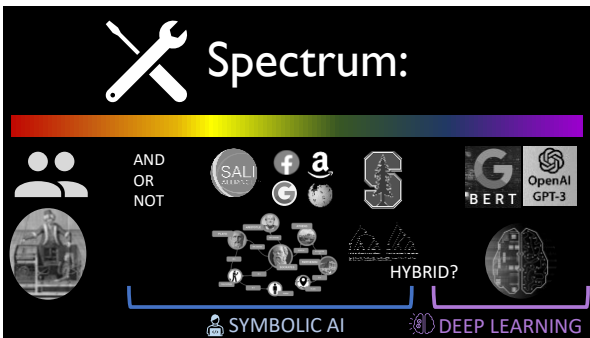 Spectrum:
AND
OR
NOT
SALI
f
a
G
W
S
G
BERT
OpenAI
GPT-3
HYBRID?
SYMBOLIC AI
DEEP LEARNING